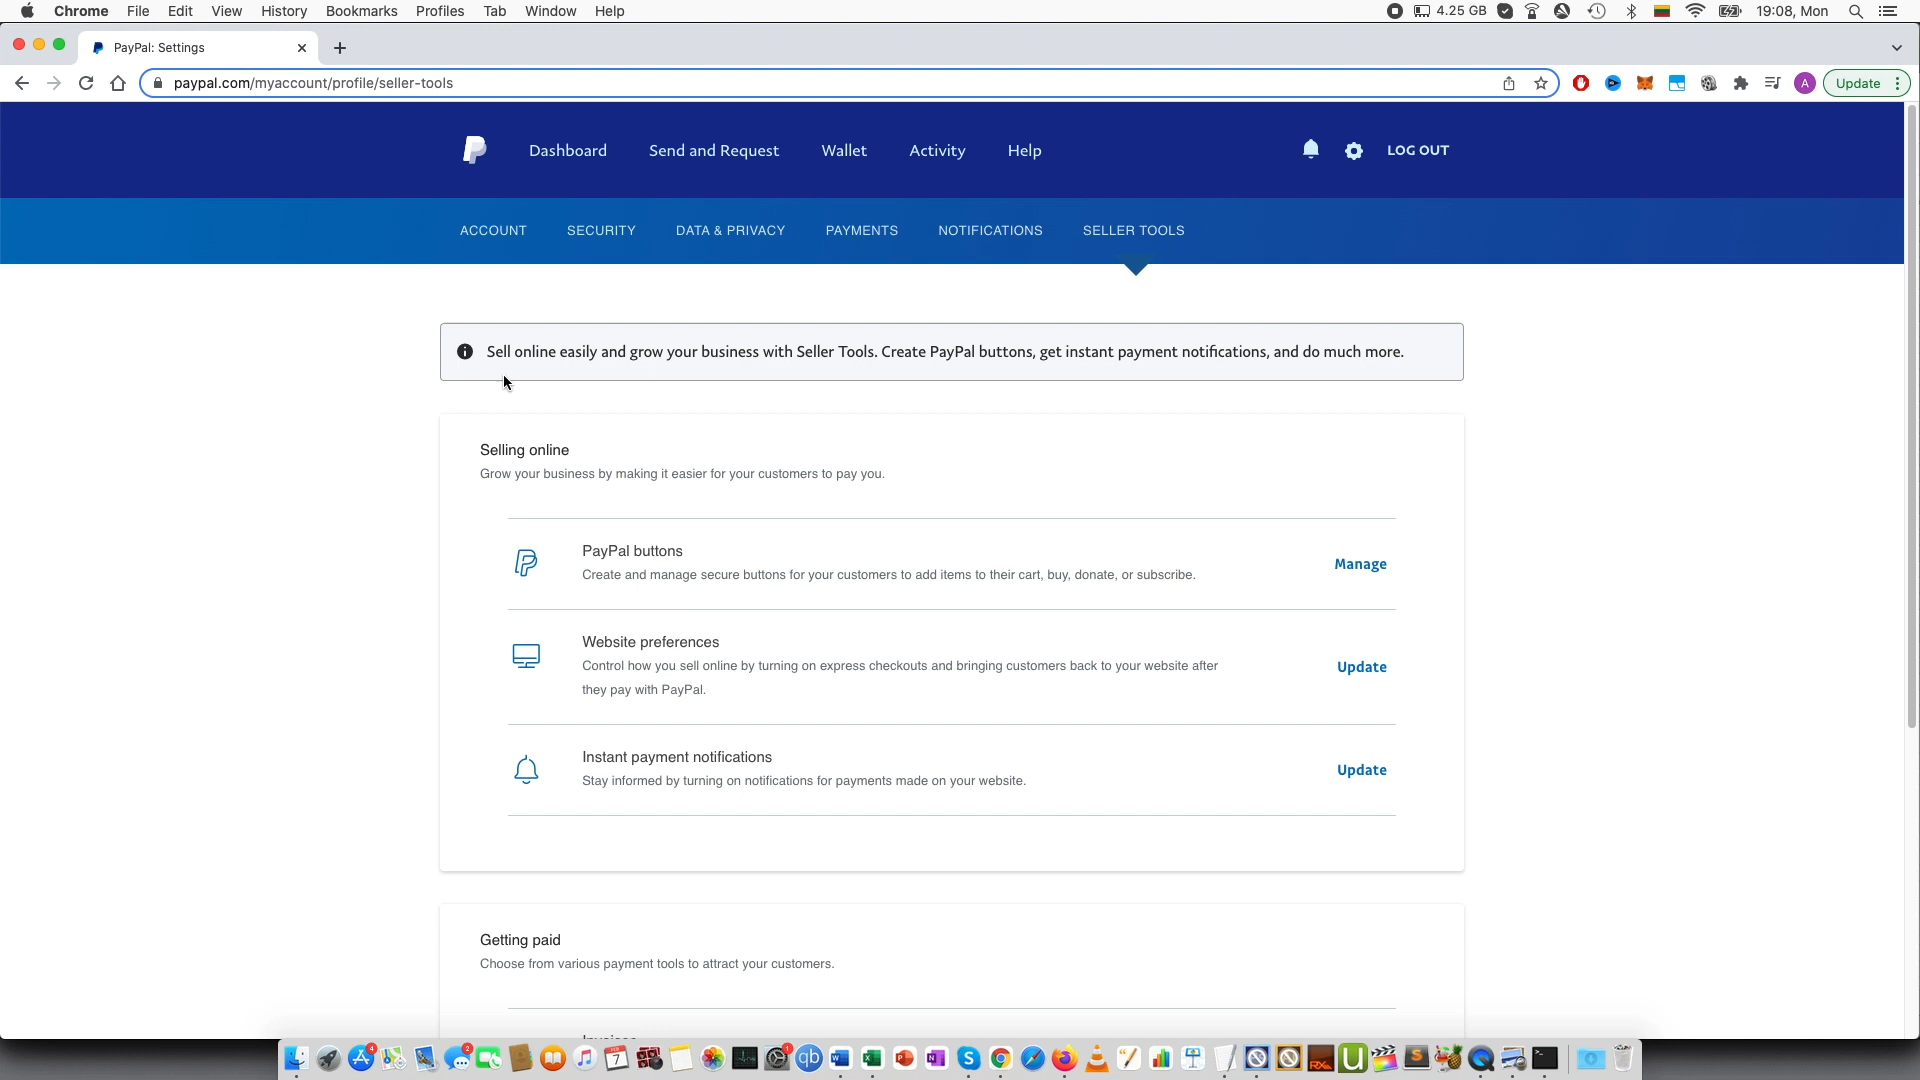 Chrome File Edit View History Bookmarks Profiles Tab Window Help 4.25 GB 19:08, Mon
PayPal: Settings
paypal.com/myaccount/profile/seller-tools A Update
Dashboard Send and Request Wallet Activity Help LOG OUT
ACCOUNT SECURITY DATA & PRIVACY PAYMENTS NOTIFICATIONS SELLER TOOLS
Sell online easily and grow your business with Seller Tools. Create PayPal buttons, get instant payment notifications, and do much more.
Selling online
Grow your business by making it easier for your customers to pay you.
PayPal buttons
Create and manage secure buttons for your customers to add items to their cart, buy, donate, or subscribe.
Manage
Website preferences
Control how you sell online by turning on express checkouts and bringing customers back to your website after
they pay with PayPal.
Update
Instant payment notifications
Stay informed by turning on notifications for payments made on your website.
Update
Getting paid
Choose from various payment tools to attract your customers.